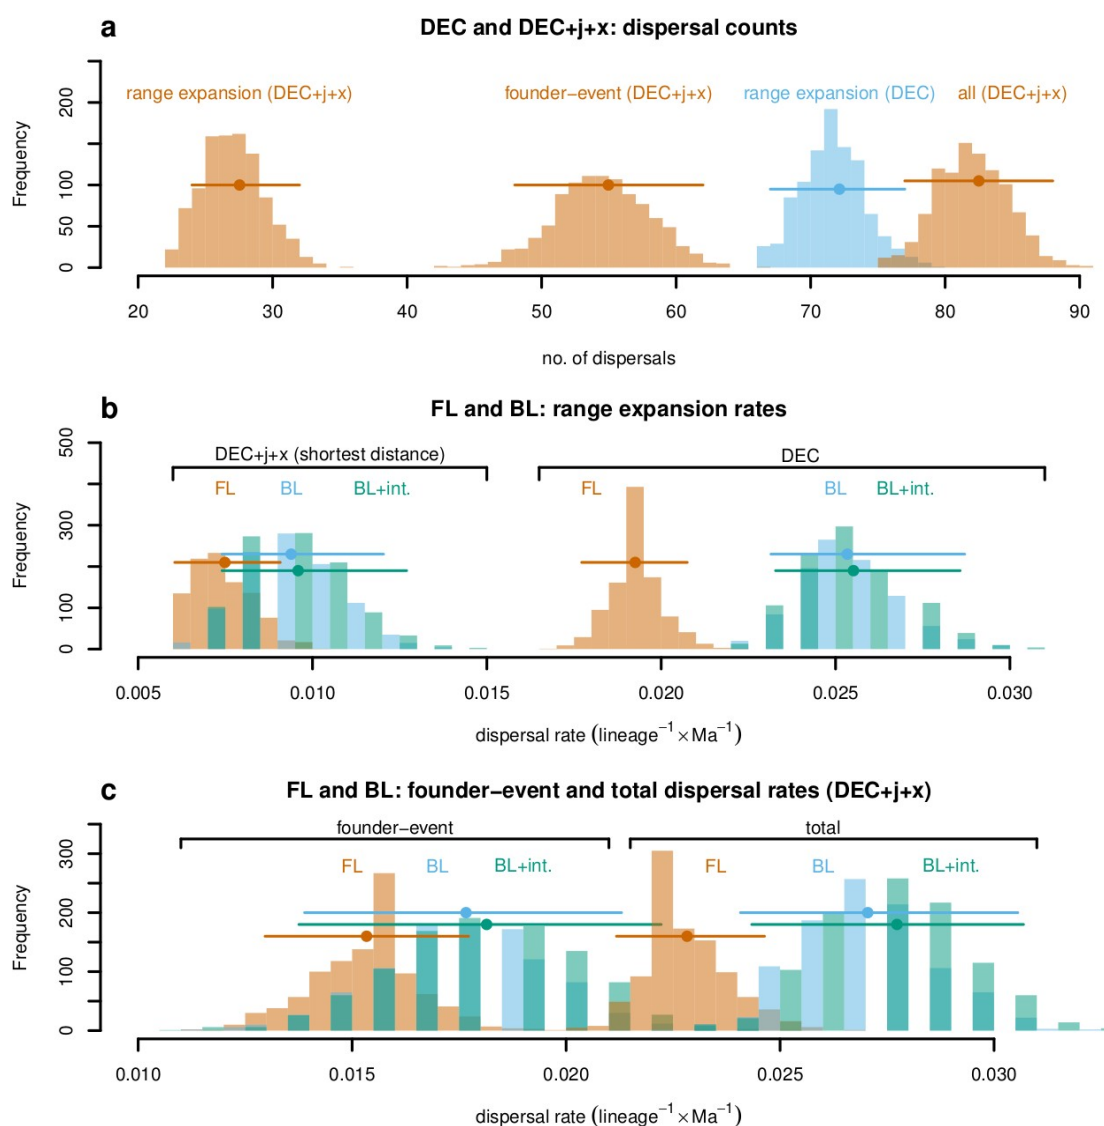 a
DEC and DEC+j+x: dispersal counts
range expansion (DEC+j+x) founder−event (DEC+j+x) range expansion (DEC) all (DEC+j+x)
Frequency
200
100
50
0
20 30 40 50 60 70 80 90
no. of dispersals
b
FL and BL: range expansion rates
DEC+j+x (shortest distance) DEC
FL BL BL+int. FL BL BL+int.
Frequency
500
300
100
0
0.005 0.010 0.015 0.020 0.025 0.030
dispersal rate (lineage⁻¹×Ma⁻¹)
c
FL and BL: founder−event and total dispersal rates (DEC+j+x)
founder−event total
FL BL BL+int. FL BL BL+int.
Frequency
300
200
100
0
0.010 0.015 0.020 0.025 0.030
dispersal rate (lineage⁻¹×Ma⁻¹)